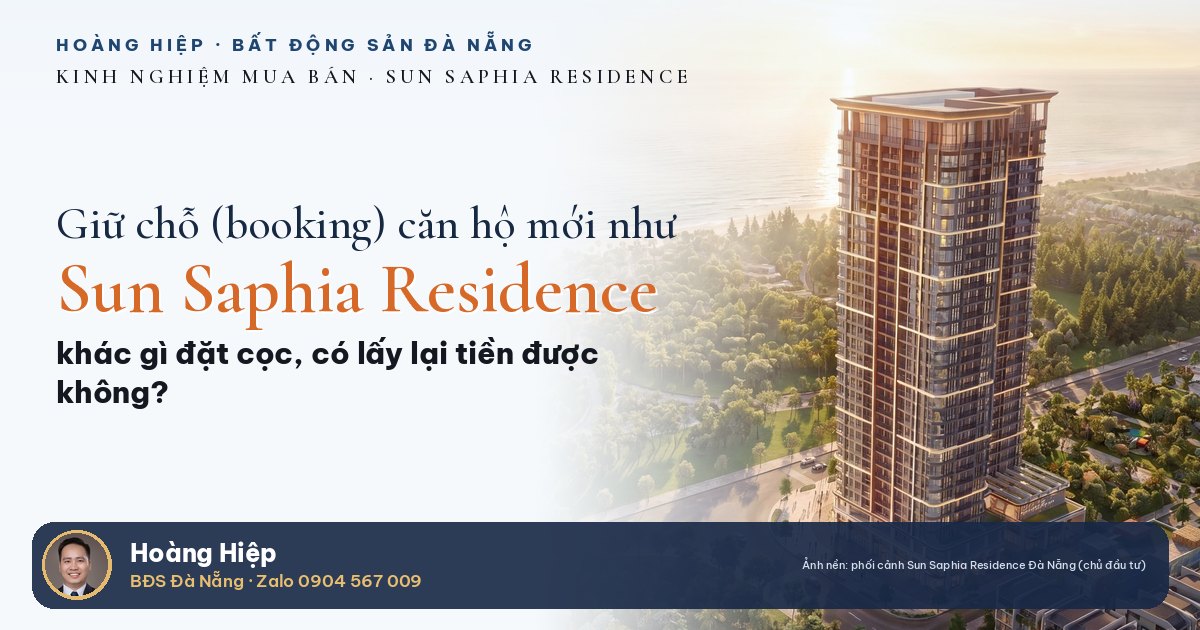 HOÀNG HIỆP · BẤT ĐỘNG SẢN ĐÀ NẴNG
KINH NGHIỆM MUA BÁN · SUN SAPHIA RESIDENCE
Giữ chỗ (booking) căn hộ mới như
Sun Saphia Residence
khác gì đặt cọc, có lấy lại tiền được
không?
Hoàng Hiệp
BĐS Đà Nẵng · Zalo 0904 567 009
Ảnh nền: phối cảnh Sun Saphia Residence Đà Nẵng (chủ đầu tư)